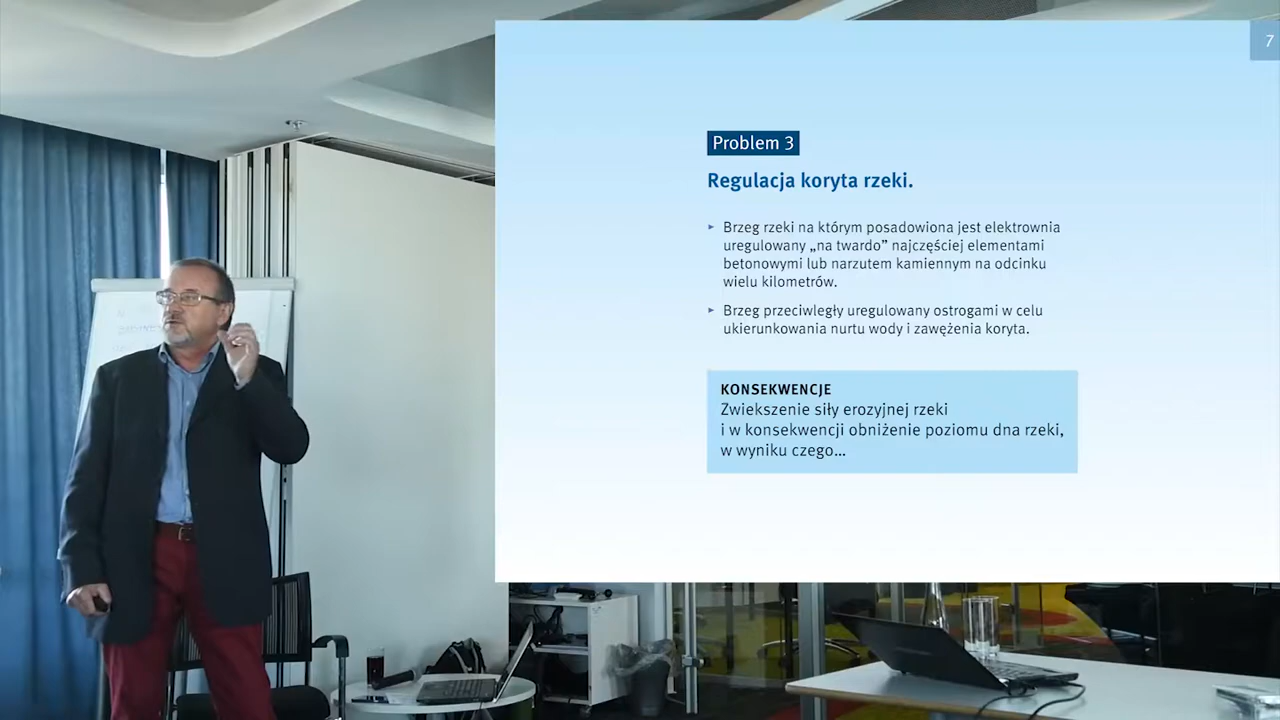 7
Problem 3
Regulacja koryta rzeki.
▸ Brzeg rzeki na którym posadowiona jest elektrownia
uregulowany „na twardo” najczęściej elementami
betonowymi lub narzutem kamiennym na odcinku
wielu kilometrów.
▸ Brzeg przeciwległy uregulowany ostrogami w celu
ukierunkowania nurtu wody i zawężenia koryta.
KONSEKWENCJE
Zwiekszenie siły erozyjnej rzeki
i w konsekwencji obniżenie poziomu dna rzeki,
w wyniku czego...